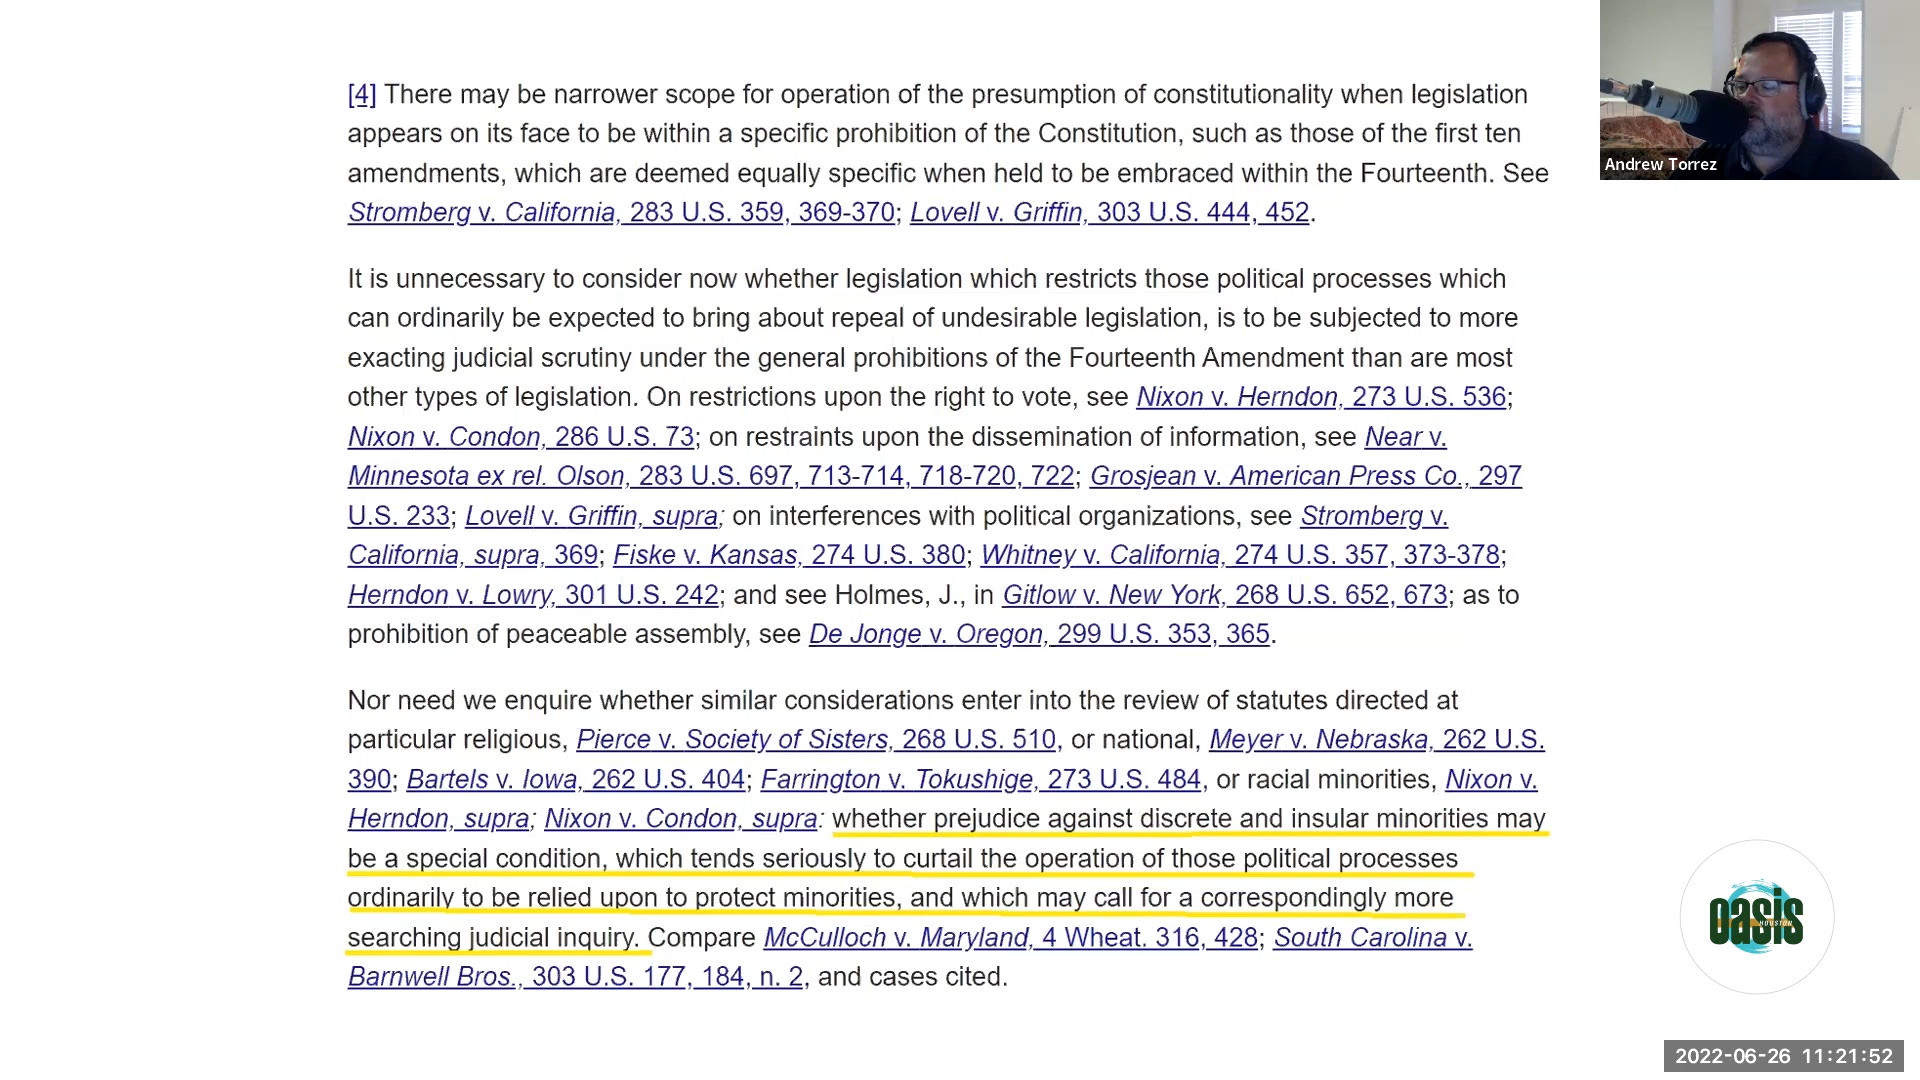 [4] There may be narrower scope for operation of the presumption of constitutionality when legislation
appears on its face to be within a specific prohibition of the Constitution, such as those of the first ten
amendments, which are deemed equally specific when held to be embraced within the Fourteenth. See
Stromberg v. California, 283 U.S. 359, 369-370; Lovell v. Griffin, 303 U.S. 444, 452.
It is unnecessary to consider now whether legislation which restricts those political processes which
can ordinarily be expected to bring about repeal of undesirable legislation, is to be subjected to more
exacting judicial scrutiny under the general prohibitions of the Fourteenth Amendment than are most
other types of legislation. On restrictions upon the right to vote, see Nixon v. Herndon, 273 U.S. 536;
Nixon v. Condon, 286 U.S. 73; on restraints upon the dissemination of information, see Near v.
Minnesota ex rel. Olson, 283 U.S. 697, 713-714, 718-720, 722; Grosjean v. American Press Co., 297
U.S. 233; Lovell v. Griffin, supra; on interferences with political organizations, see Stromberg v.
California, supra, 369; Fiske v. Kansas, 274 U.S. 380; Whitney v. California, 274 U.S. 357, 373-378;
Herndon v. Lowry, 301 U.S. 242; and see Holmes, J., in Gitlow v. New York, 268 U.S. 652, 673; as to
prohibition of peaceable assembly, see De Jonge v. Oregon, 299 U.S. 353, 365.
Nor need we enquire whether similar considerations enter into the review of statutes directed at
particular religious, Pierce v. Society of Sisters, 268 U.S. 510, or national, Meyer v. Nebraska, 262 U.S.
390; Bartels v. Iowa, 262 U.S. 404; Farrington v. Tokushige, 273 U.S. 484, or racial minorities, Nixon v.
Herndon, supra; Nixon v. Condon, supra: whether prejudice against discrete and insular minorities may
be a special condition, which tends seriously to curtail the operation of those political processes
ordinarily to be relied upon to protect minorities, and which may call for a correspondingly more
searching judicial inquiry. Compare McCulloch v. Maryland, 4 Wheat. 316, 428; South Carolina v.
Barnwell Bros., 303 U.S. 177, 184, n. 2, and cases cited.
Andrew Torrez
oasis
HOUSTON
2022-06-26 11:21:52